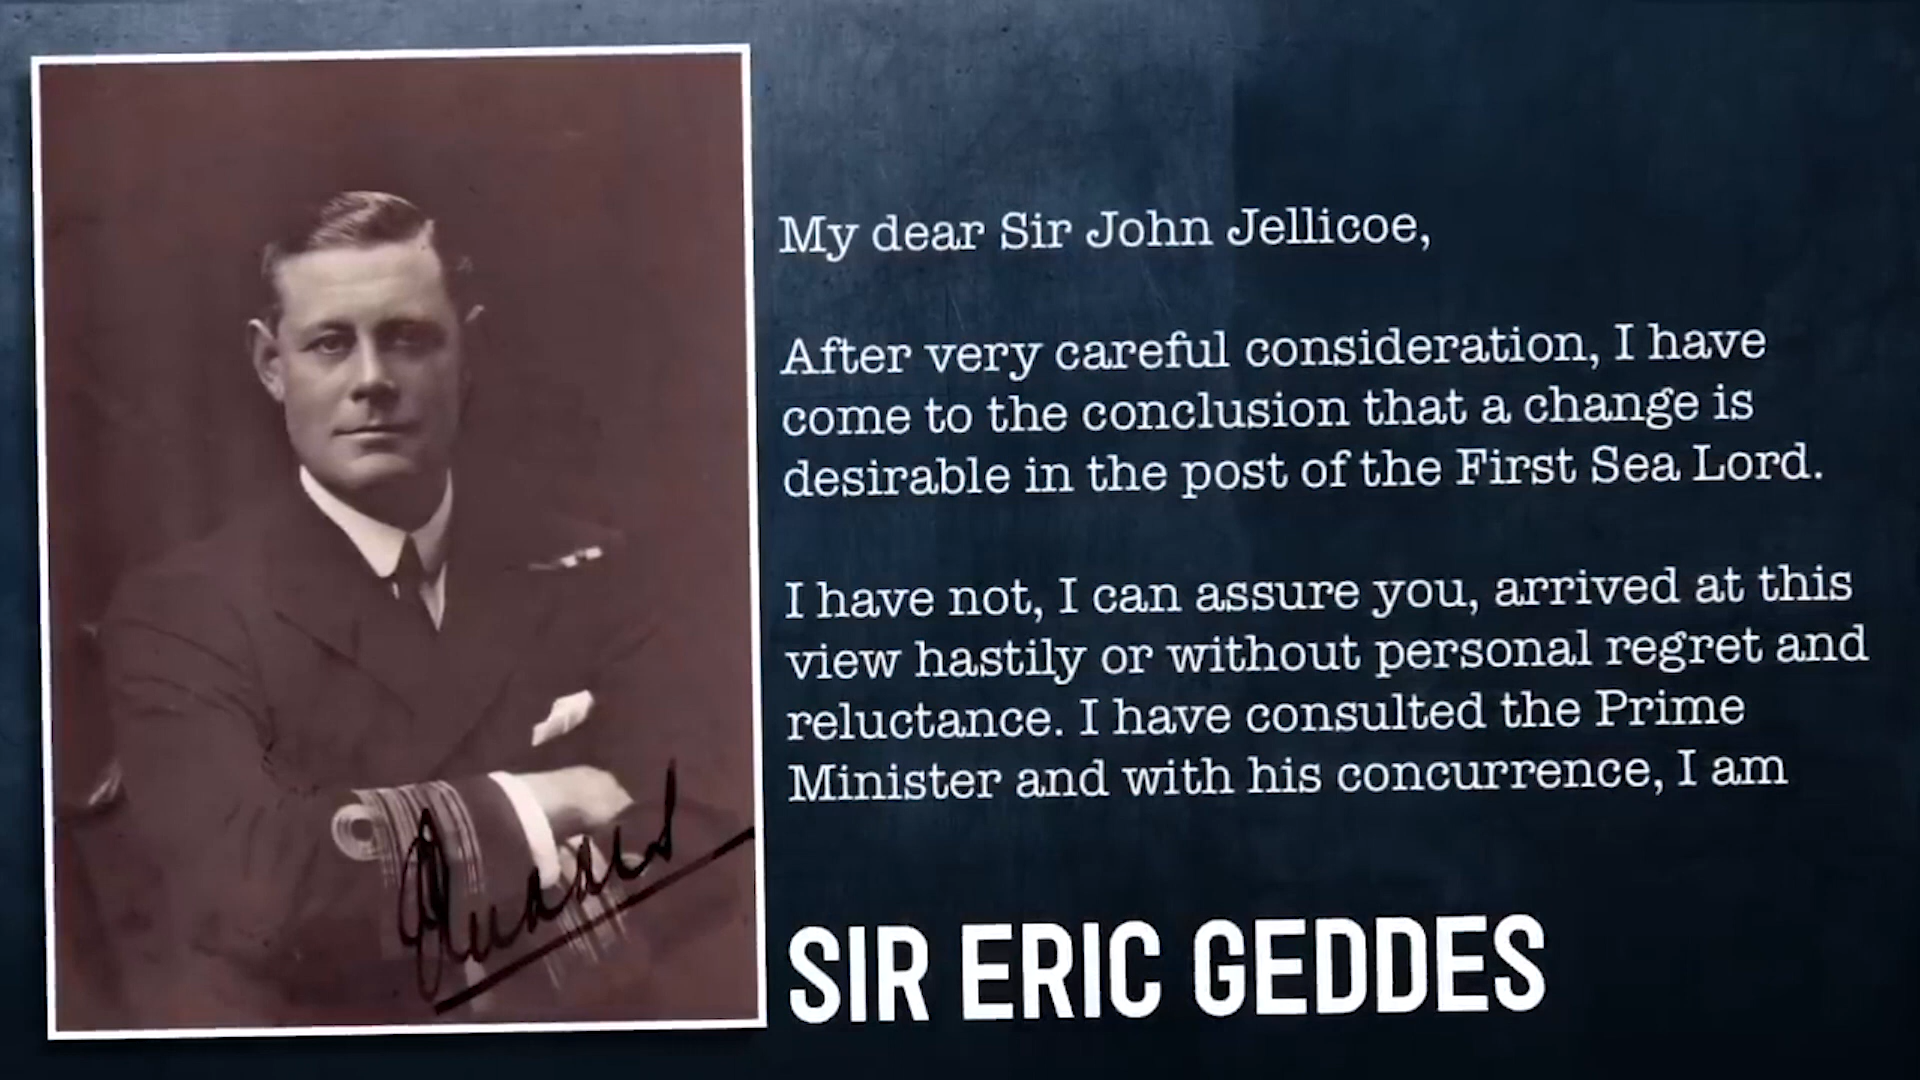 My dear Sir John Jellicoe,
After very careful consideration, I have
come to the conclusion that a change is
desirable in the post of the First Sea Lord.
I have not, I can assure you, arrived at this
view hastily or without personal regret and
reluctance. I have consulted the Prime
Minister and with his concurrence, I am
SIR ERIC GEDDES